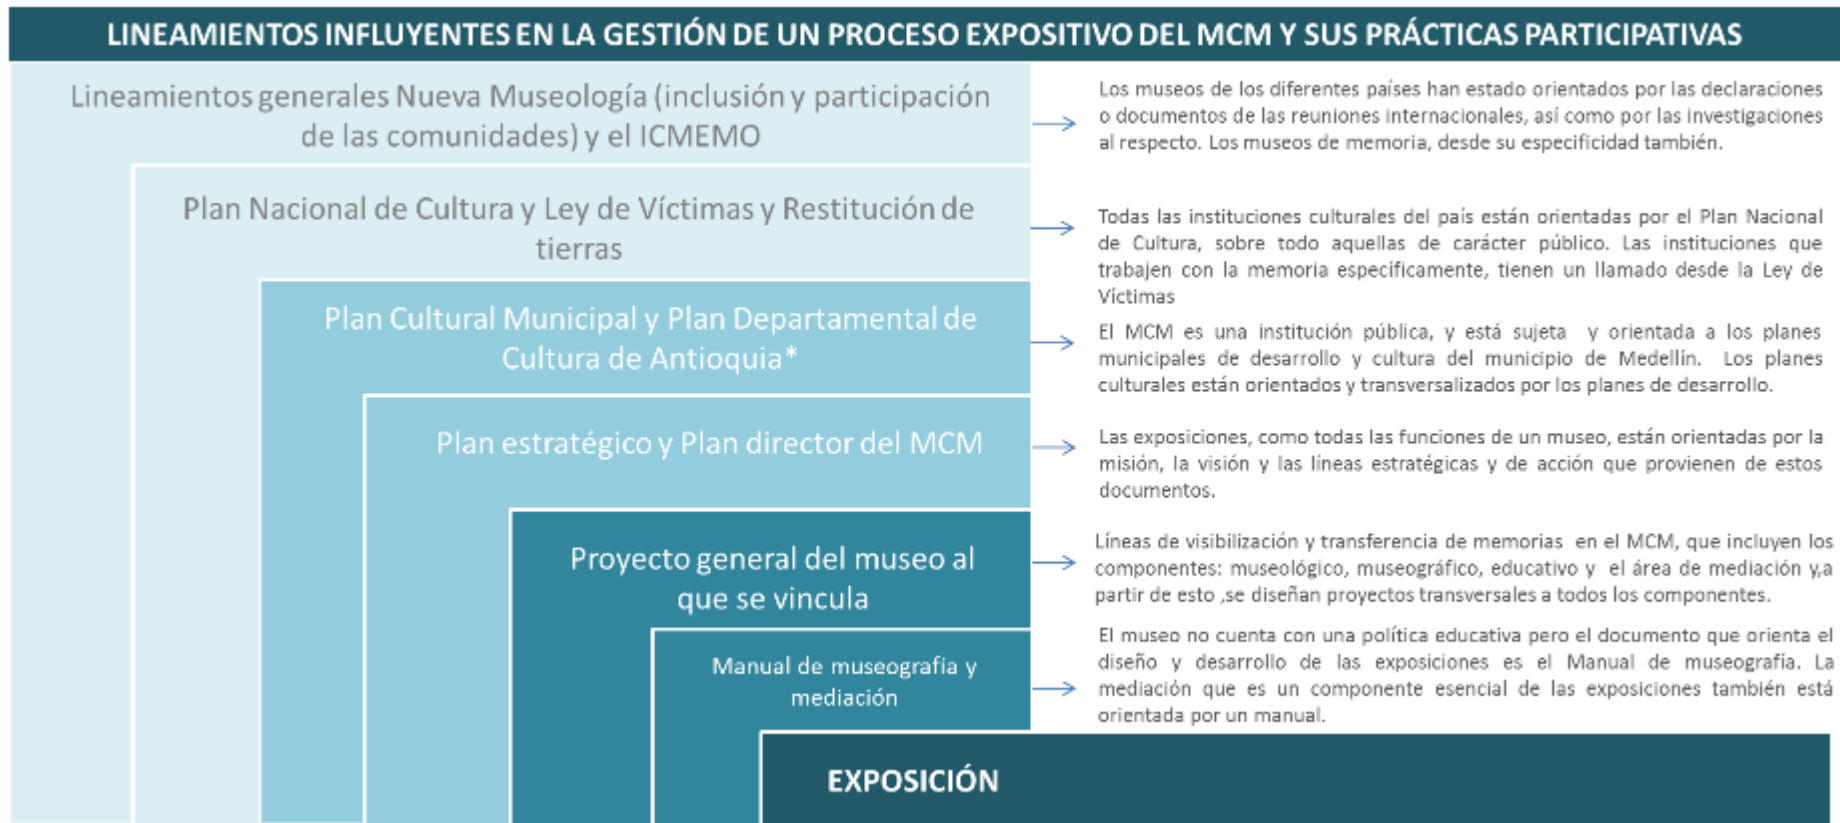 LINEAMIENTOS INFLUYENTES EN LA GESTIÓN DE UN PROCESO EXPOSITIVO DEL MCM Y SUS PRÁCTICAS PARTICIPATIVAS
Lineamientos generales Nueva Museología (inclusión y participación
de las comunidades) y el ICMEMO
Los museos de los diferentes países han estado orientados por las declaraciones
o documentos de las reuniones internacionales, así como por las investigaciones
al respecto. Los museos de memoria, desde su especificidad también.
Plan Nacional de Cultura y Ley de Víctimas y Restitución de
tierras
Todas las instituciones culturales del país están orientadas por el Plan Nacional
de Cultura, sobre todo aquellas de carácter público. Las instituciones que
trabajen con la memoria específicamente, tienen un llamado desde la Ley de
Víctimas
Plan Cultural Municipal y Plan Departamental de
Cultura de Antioquia*
El MCM es una institución pública, y está sujeta y orientada a los planes
municipales de desarrollo y cultura del municipio de Medellín. Los planes
culturales están orientados y transversalizados por los planes de desarrollo.
Plan estratégico y Plan director del MCM
Las exposiciones, como todas las funciones de un museo, están orientadas por la
misión, la visión y las líneas estratégicas y de acción que provienen de estos
documentos.
Proyecto general del museo al
que se vincula
Líneas de visibilización y transferencia de memorias en el MCM, que incluyen los
componentes: museológico, museográfico, educativo y el área de mediación y,a
partir de esto ,se diseñan proyectos transversales a todos los componentes.
Manual de museografía y
mediación
El museo no cuenta con una política educativa pero el documento que orienta el
diseño y desarrollo de las exposiciones es el Manual de museografía. La
mediación que es un componente esencial de las exposiciones también está
orientada por un manual.
EXPOSICIÓN